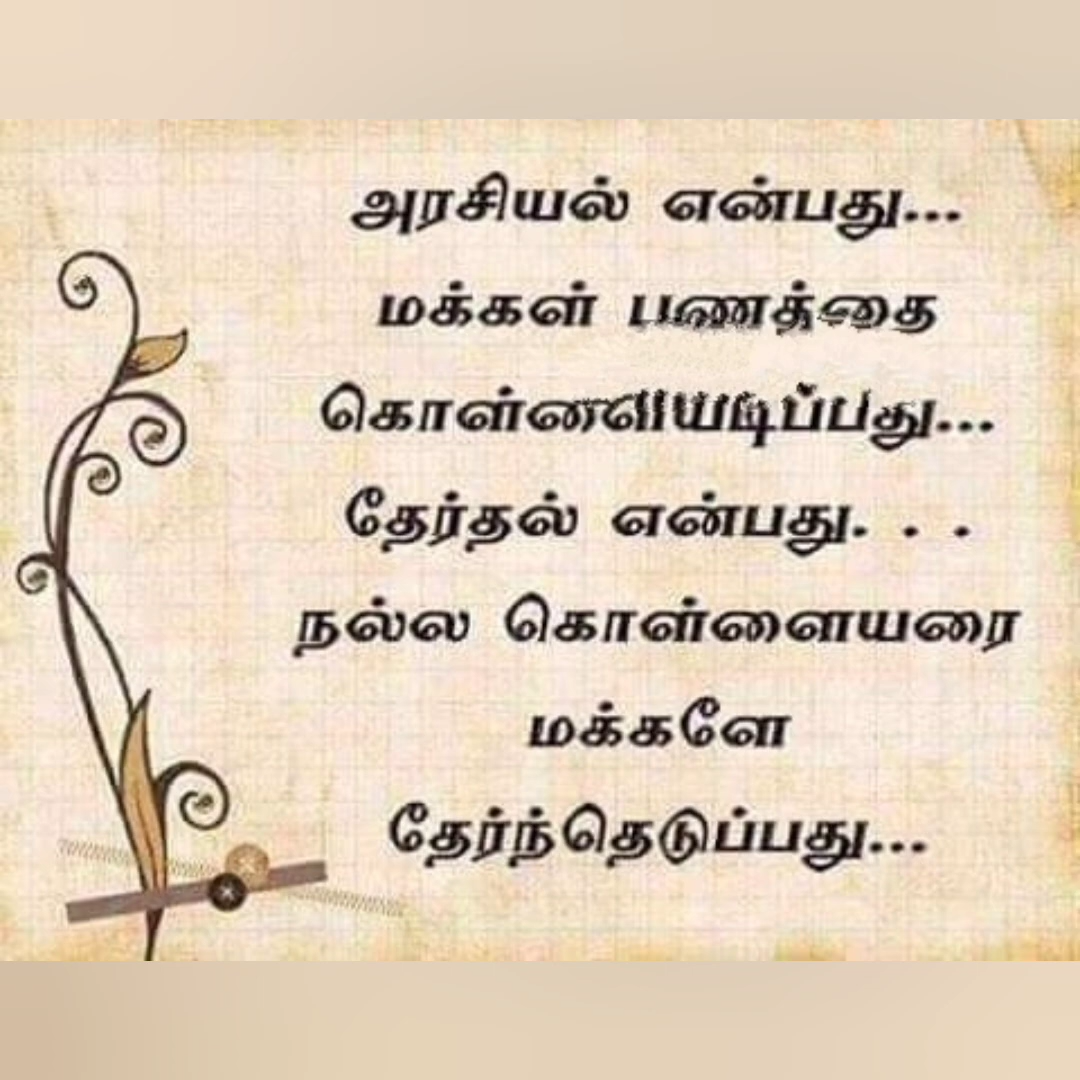 அரசியல் என்பது...
மக்கள் பணத்தை
கொள்ளையடிப்பது...
தேர்தல் என்பது. . .
நல்ல கொள்ளையரை
மக்களே
தேர்ந்தெடுப்பது...